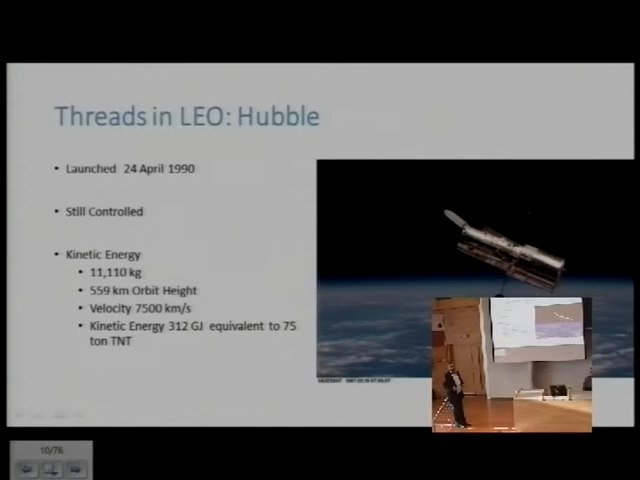 Threads in LEO: Hubble
• Launched 24 April 1990
• Still Controlled
• Kinetic Energy
• 11,110 kg
• 559 km Orbit Height
• Velocity 7500 km/s
• Kinetic Energy 312 GJ equivalent to 75
ton TNT
10/76